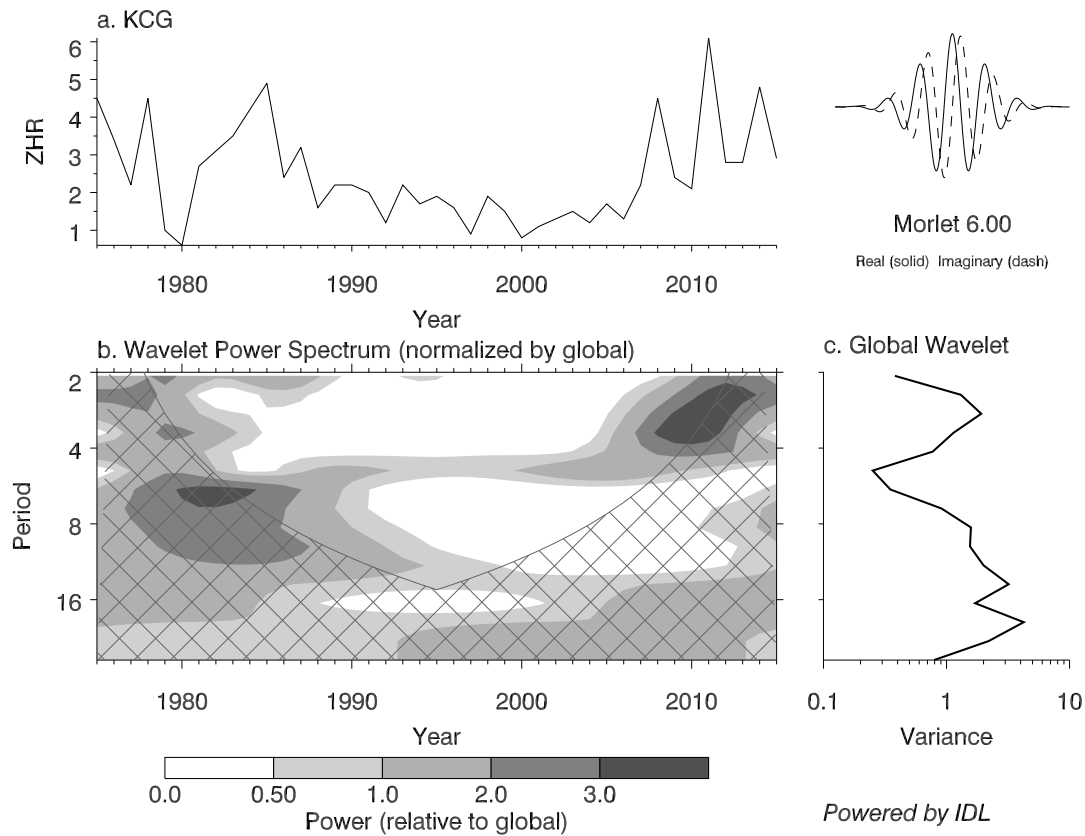 a. KCG
6
5
4
3
2
1
ZHR
1980 1990 2000 2010
Year
Morlet 6.00
Real (solid) Imaginary (dash)
b. Wavelet Power Spectrum (normalized by global)
2
4
8
16
Period
1980 1990 2000 2010
Year
c. Global Wavelet
0.1 1 10
Variance
0.0 0.50 1.0 2.0 3.0
Power (relative to global)
Powered by IDL